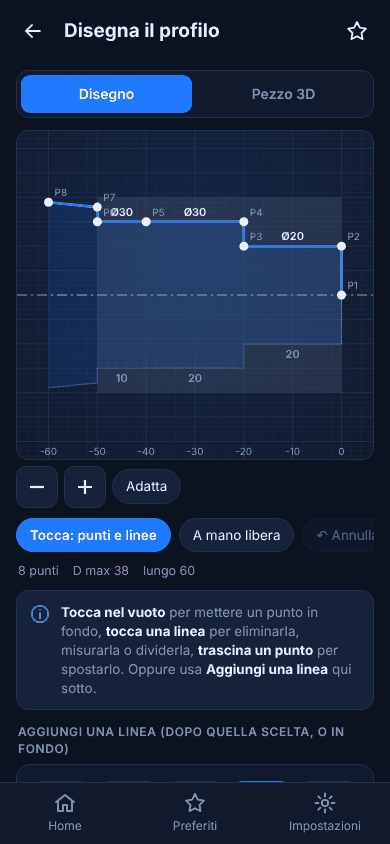 Disegna il profilo
Disegno
Pezzo 3D
P8
P7
P6
Ø30
P5
Ø30
P4
P3
Ø20
P2
P1
20
10
20
-60
-50
-40
-30
-20
-10
0
Adatta
Tocca: punti e linee
A mano libera
↶ Annulla
8 punti D max 38 lungo 60
Tocca nel vuoto per mettere un punto in
fondo, tocca una linea per eliminarla,
misurarla o dividerla, trascina un punto per
spostarlo. Oppure usa Aggiungi una linea qui
sotto.
AGGIUNGI UNA LINEA (DOPO QUELLA SCELTA, O IN
FONDO)
Home
Preferiti
Impostazioni